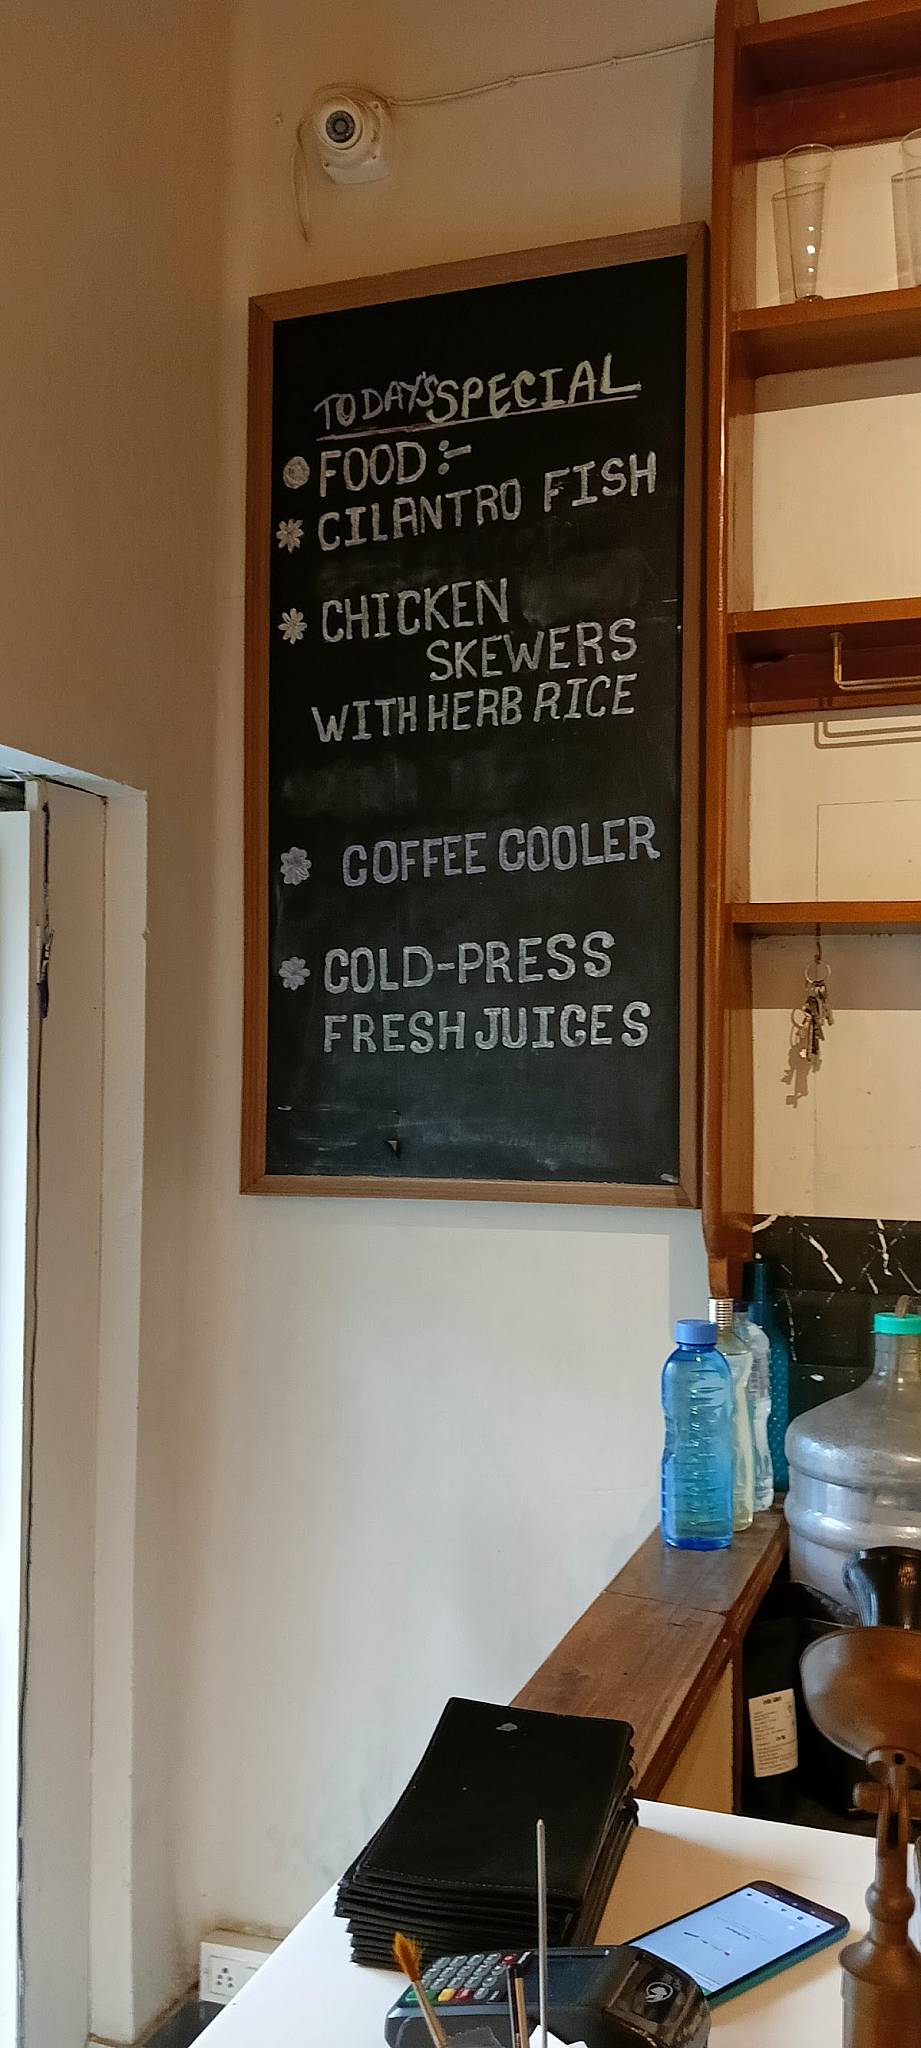 TODAY'S SPECIAL
FOOD :-
CILANTRO FISH
CHICKEN
SKEWERS
WITH HERB RICE
COFFEE COOLER
COLD-PRESS
FRESH JUICES